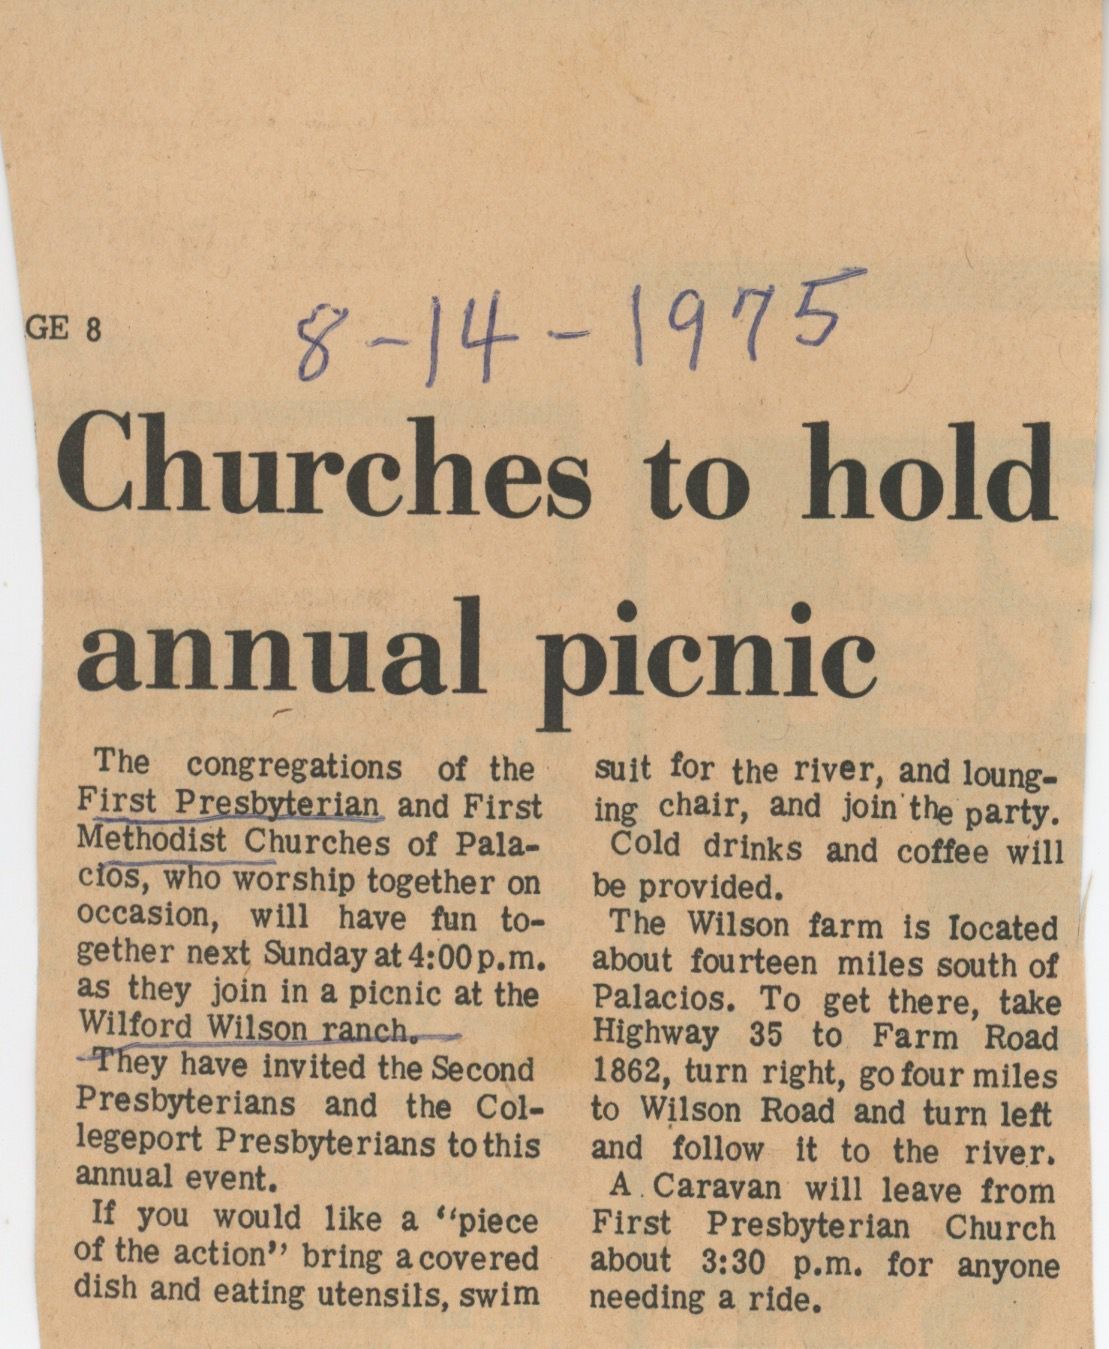 GE 8
8-14-1975
Churches to hold
annual picnic
The congregations of the
First Presbyterian and First
Methodist Churches of Pala-
cios, who worship together on
occasion, will have fun to-
gether next Sunday at 4:00 p.m.
as they join in a picnic at the
Wilford Wilson ranch.
They have invited the Second
Presbyterians and the Col-
legeport Presbyterians to this
annual event.
If you would like a "piece
of the action" bring a covered
dish and eating utensils, swim
suit for the river, and loung-
ing chair, and join the party.
Cold drinks and coffee will
be provided.
The Wilson farm is located
about fourteen miles south of
Palacios. To get there, take
Highway 35 to Farm Road
1862, turn right, go four miles
to Wilson Road and turn left
and follow it to the river.
A Caravan will leave from
First Presbyterian Church
about 3:30 p.m. for anyone
needing a ride.